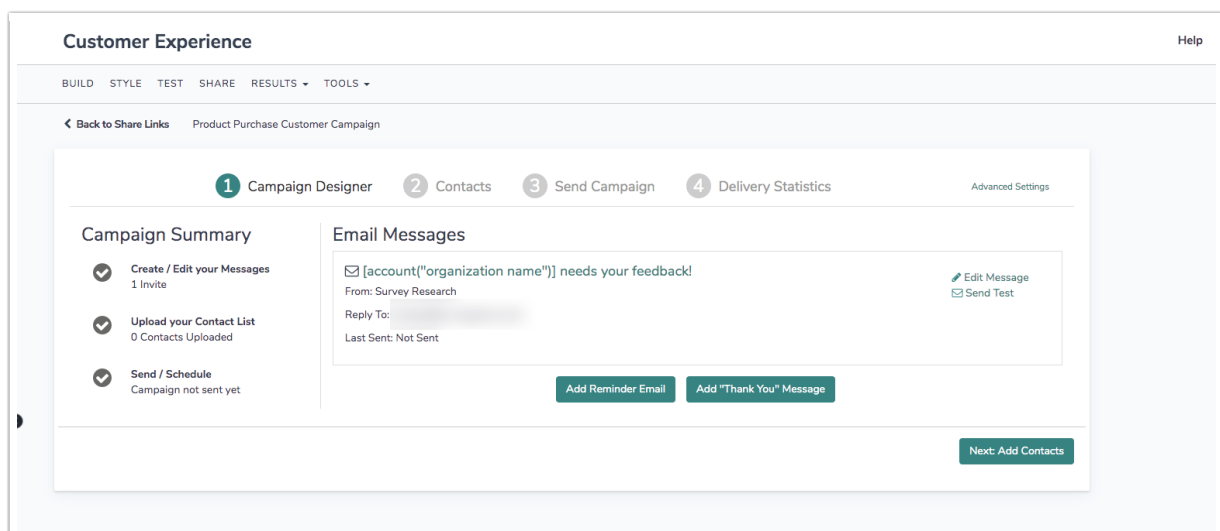 Customer Experience
Help
BUILD STYLE TEST SHARE RESULTS TOOLS
Back to Share Links Product Purchase Customer Campaign
1 Campaign Designer 2 Contacts 3 Send Campaign 4 Delivery Statistics Advanced Settings
Campaign Summary
Create / Edit your Messages
1 Invite
Upload your Contact List
0 Contacts Uploaded
Send / Schedule
Campaign not sent yet
Email Messages
[account("organization name")] needs your feedback!
From: Survey Research
Reply To:
Last Sent: Not Sent
Edit Message
Send Test
Add Reminder Email Add "Thank You" Message
Next: Add Contacts